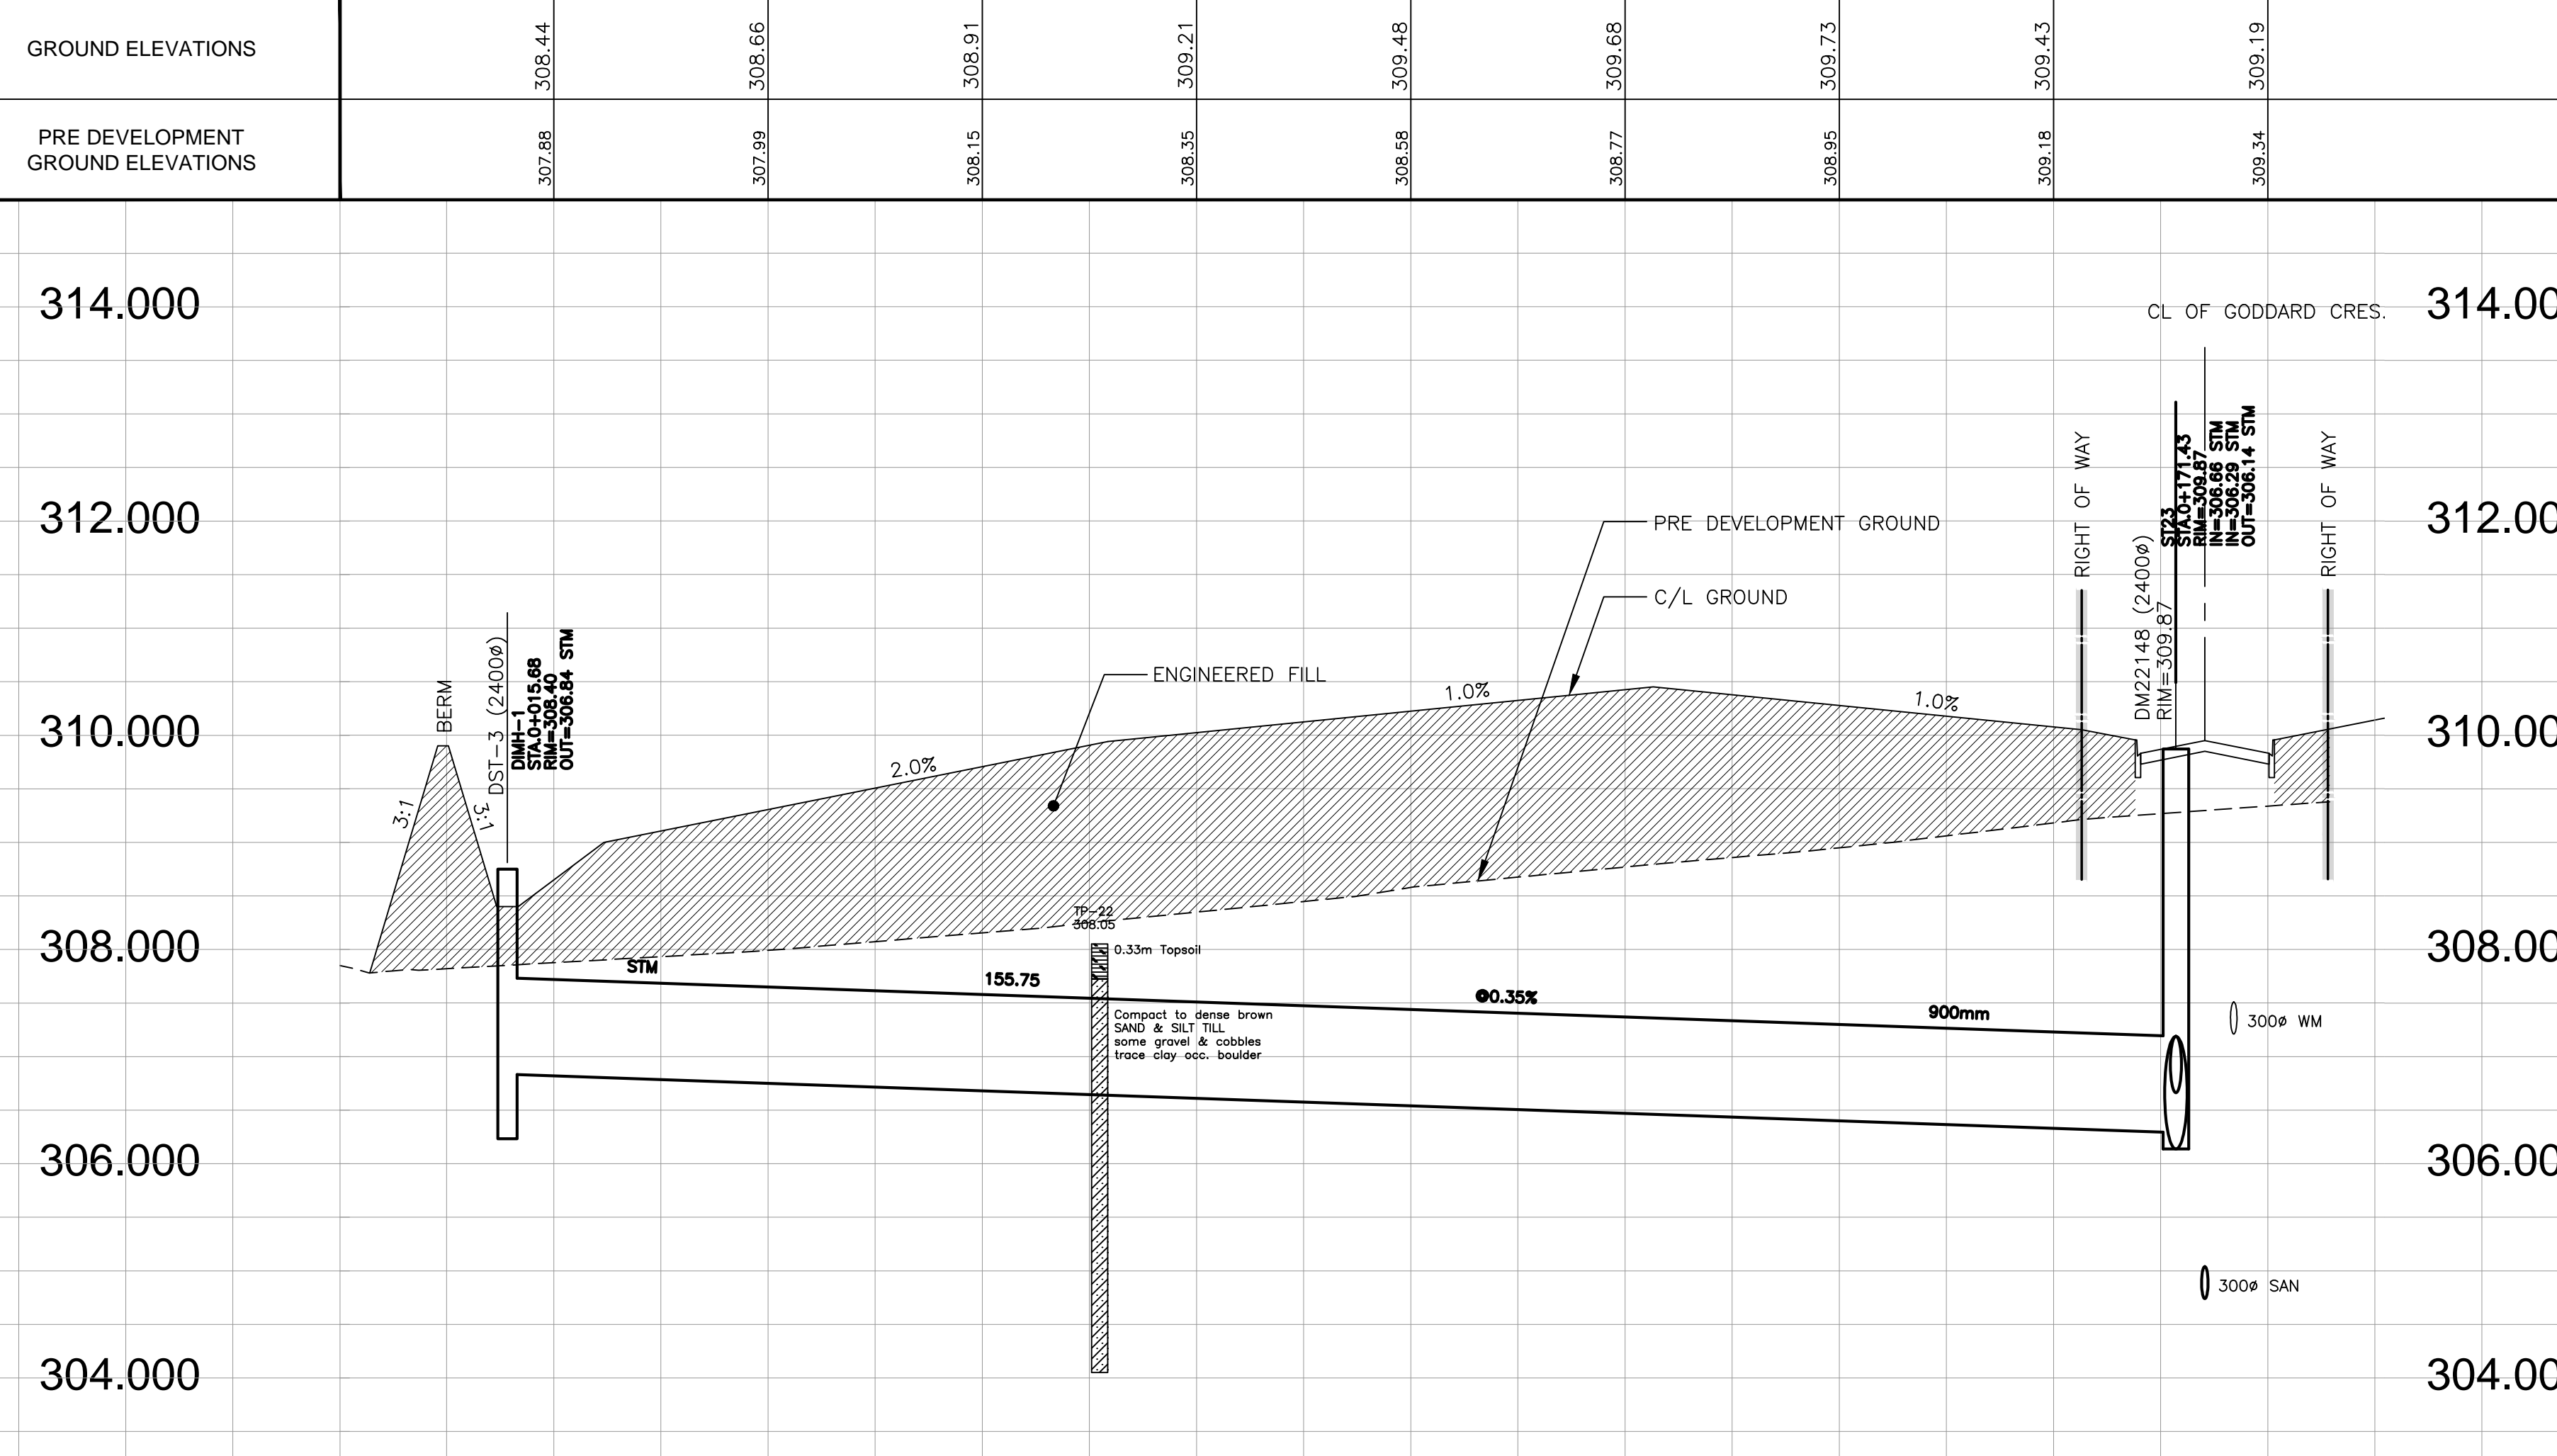 GROUND ELEVATIONS
308.44
308.66
308.91
309.21
309.48
309.68
309.73
309.43
309.19
PRE DEVELOPMENT
GROUND ELEVATIONS
307.88
307.99
308.15
308.35
308.58
308.77
308.95
309.18
309.34
314.000
314.00
CL OF GODDARD CRES.
312.000
312.00
PRE DEVELOPMENT GROUND
C/L GROUND
ENGINEERED FILL
RIGHT OF WAY
DM22148 (2400ø)
RIM=309.87
ST23
STA.0+171.43
RIM=309.87
IN=306.66 STM
IN=306.29 STM
OUT=306.14 STM
RIGHT OF WAY
BERM
DST-3 (2400ø)
DIMH-1
STA.0+015.68
RIM=308.40
OUT=306.84 STM
310.000
310.00
3:1
3:1
2.0%
1.0%
1.0%
TP-22
308.05
308.000
308.00
0.33m Topsoil
STM
155.75
@0.35%
900mm
Compact to dense brown
SAND & SILT TILL
some gravel & cobbles
trace clay occ. boulder
300ø WM
306.000
306.00
300ø SAN
304.000
304.00